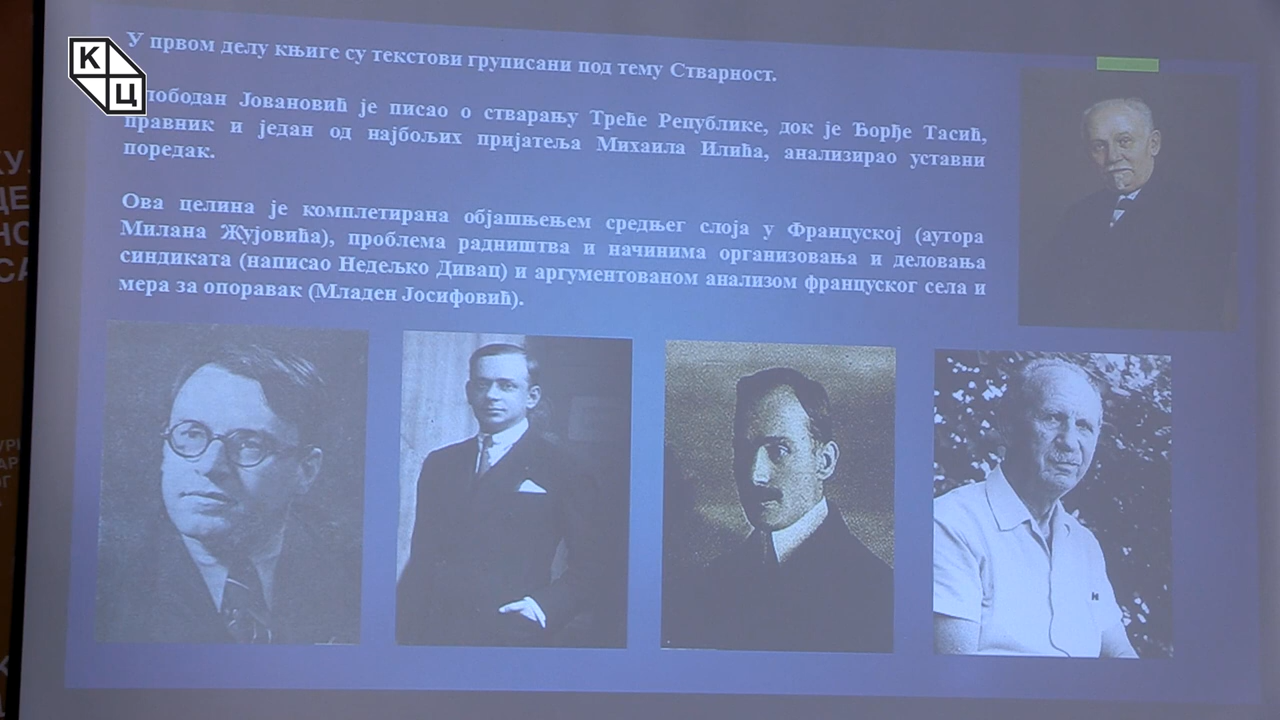 К
Ц
У првом делу књиге су текстови груписани под тему Стварност.
лободан Јовановић је писао о стварању Треће Републике, док је Ђорђе Тасић,
правник и један од најбољих пријатеља Михаила Илића, анализирао уставни
поредак.
Ова целина је комплетирана објашњењем средњег слоја у Француској (аутора
Милана Жујовића), проблема радништва и начинима организовања и деловања
синдиката (написао Недељко Дивац) и аргументованом анализом француског села и
мера за опоравак (Младен Јосифовић).